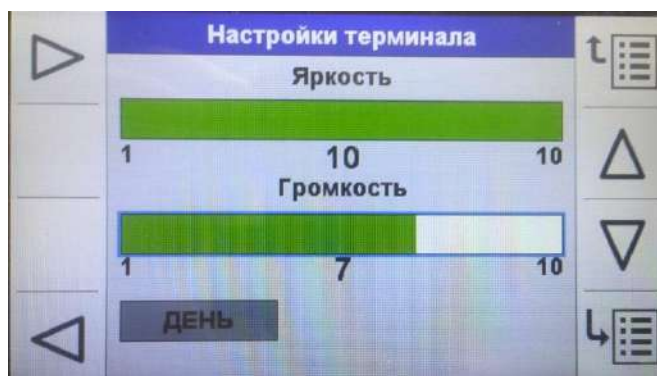 Настройки терминала
Яркость
1 10 10
Громкость
1 7 10
ДЕНЬ